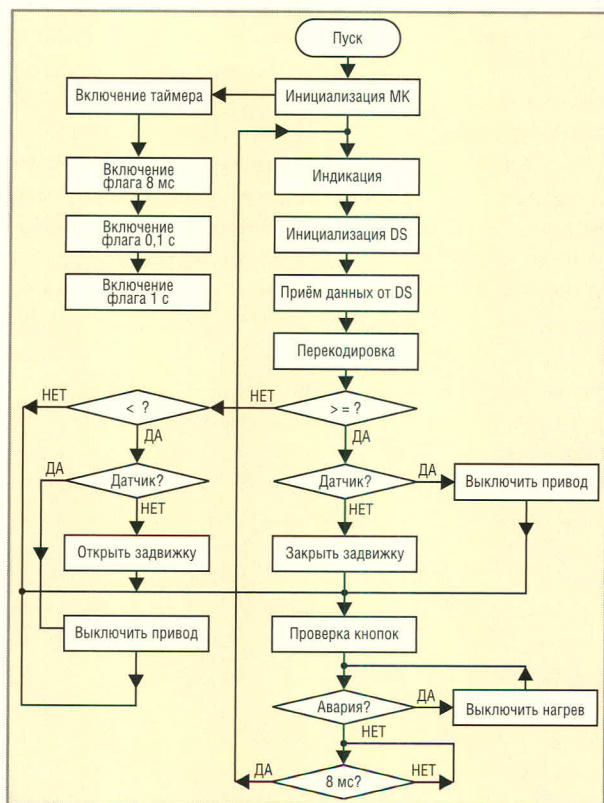 Пуск
Включение таймера
Инициализация МК
Включение
флага 8 мс
Индикация
Включение
флага 0,1 с
Инициализация DS
Включение
флага 1 с
Приём данных от DS
Перекодировка
НЕТ
< ?
НЕТ
> = ?
ДА
ДА
ДА
Датчик?
Датчик?
ДА
Выключить привод
НЕТ
НЕТ
Открыть задвижку
Закрыть задвижку
Выключить привод
Проверка кнопок
Авария?
ДА
Выключить нагрев
НЕТ
ДА
8 мс?
НЕТ